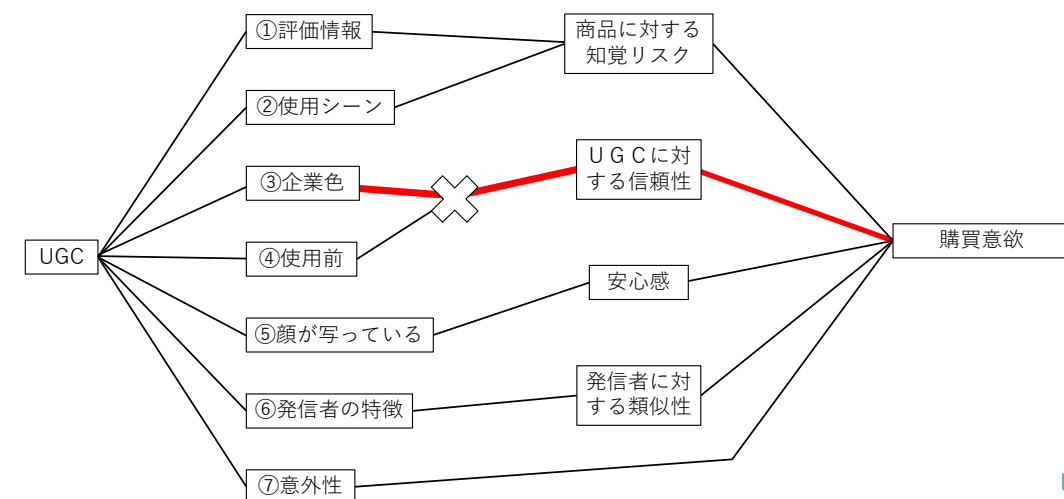 ①評価情報
商品に対する
知覚リスク
②使用シーン
③企業色
ＵＧＣに対
する信頼性
UGC
④使用前
購買意欲
安心感
⑤顔が写っている
⑥発信者の特徴
発信者に対
する類似性
⑦意外性